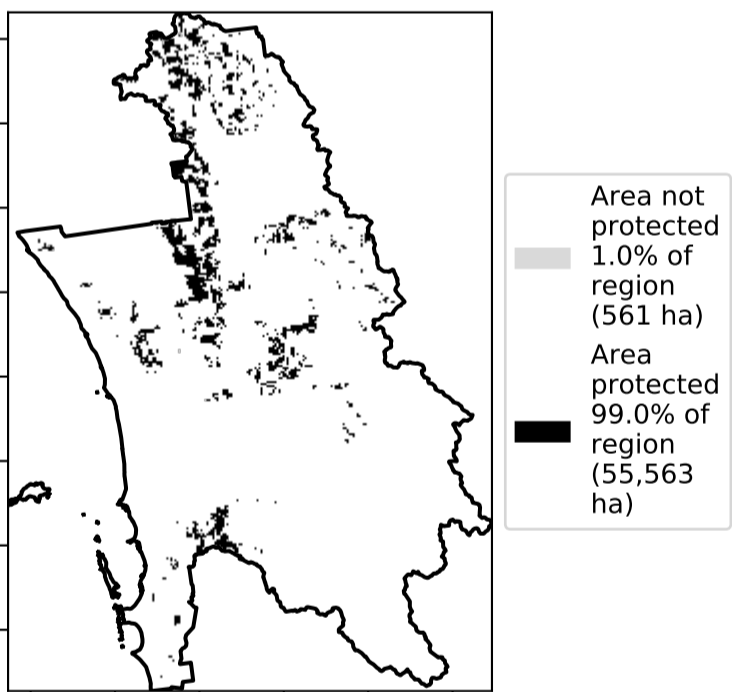 Area not
protected
1.0% of
region
(561 ha)
Area
protected
99.0% of
region
(55,563
ha)